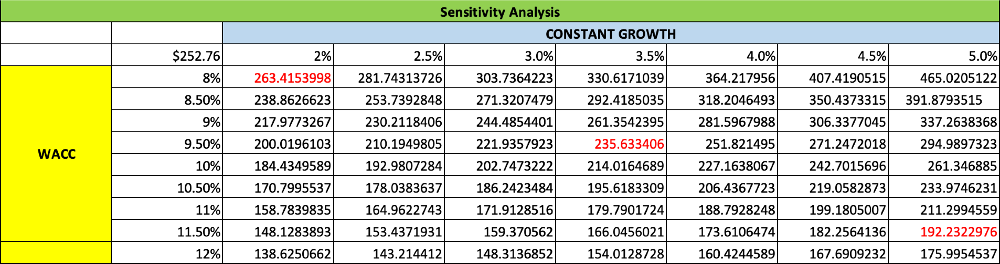 Sensitivity Analysis
CONSTANT GROWTH
$252.76 2% 2.5% 3.0% 3.5% 4.0% 4.5% 5.0%
8% 263.4153998 281.74313726 303.7364223 330.6171039 364.217956 407.4190515 465.0205122
8.50% 238.8626623 253.7392848 271.3207479 292.4185035 318.2046493 350.4373315 391.8793515
9% 217.9773267 230.2118406 244.4854401 261.3542395 281.5967988 306.3377045 337.2638368
WACC
9.50% 200.0196103 210.1949805 221.9357923 235.633406 251.821495 271.2472018 294.9897323
10% 184.4349589 192.9807284 202.7473222 214.0164689 227.1638067 242.7015696 261.346885
10.50% 170.7995537 178.0383637 186.2423484 195.6183309 206.4367723 219.0582873 233.9746231
11% 158.7839835 164.9622743 171.9128516 179.7901724 188.7928248 199.1805007 211.2994559
11.50% 148.1283893 153.4371931 159.370562 166.0456021 173.6106474 182.2564136 192.2322976
12% 138.6250662 143.214412 148.3136852 154.0128728 160.4244589 167.6909232 175.9954537